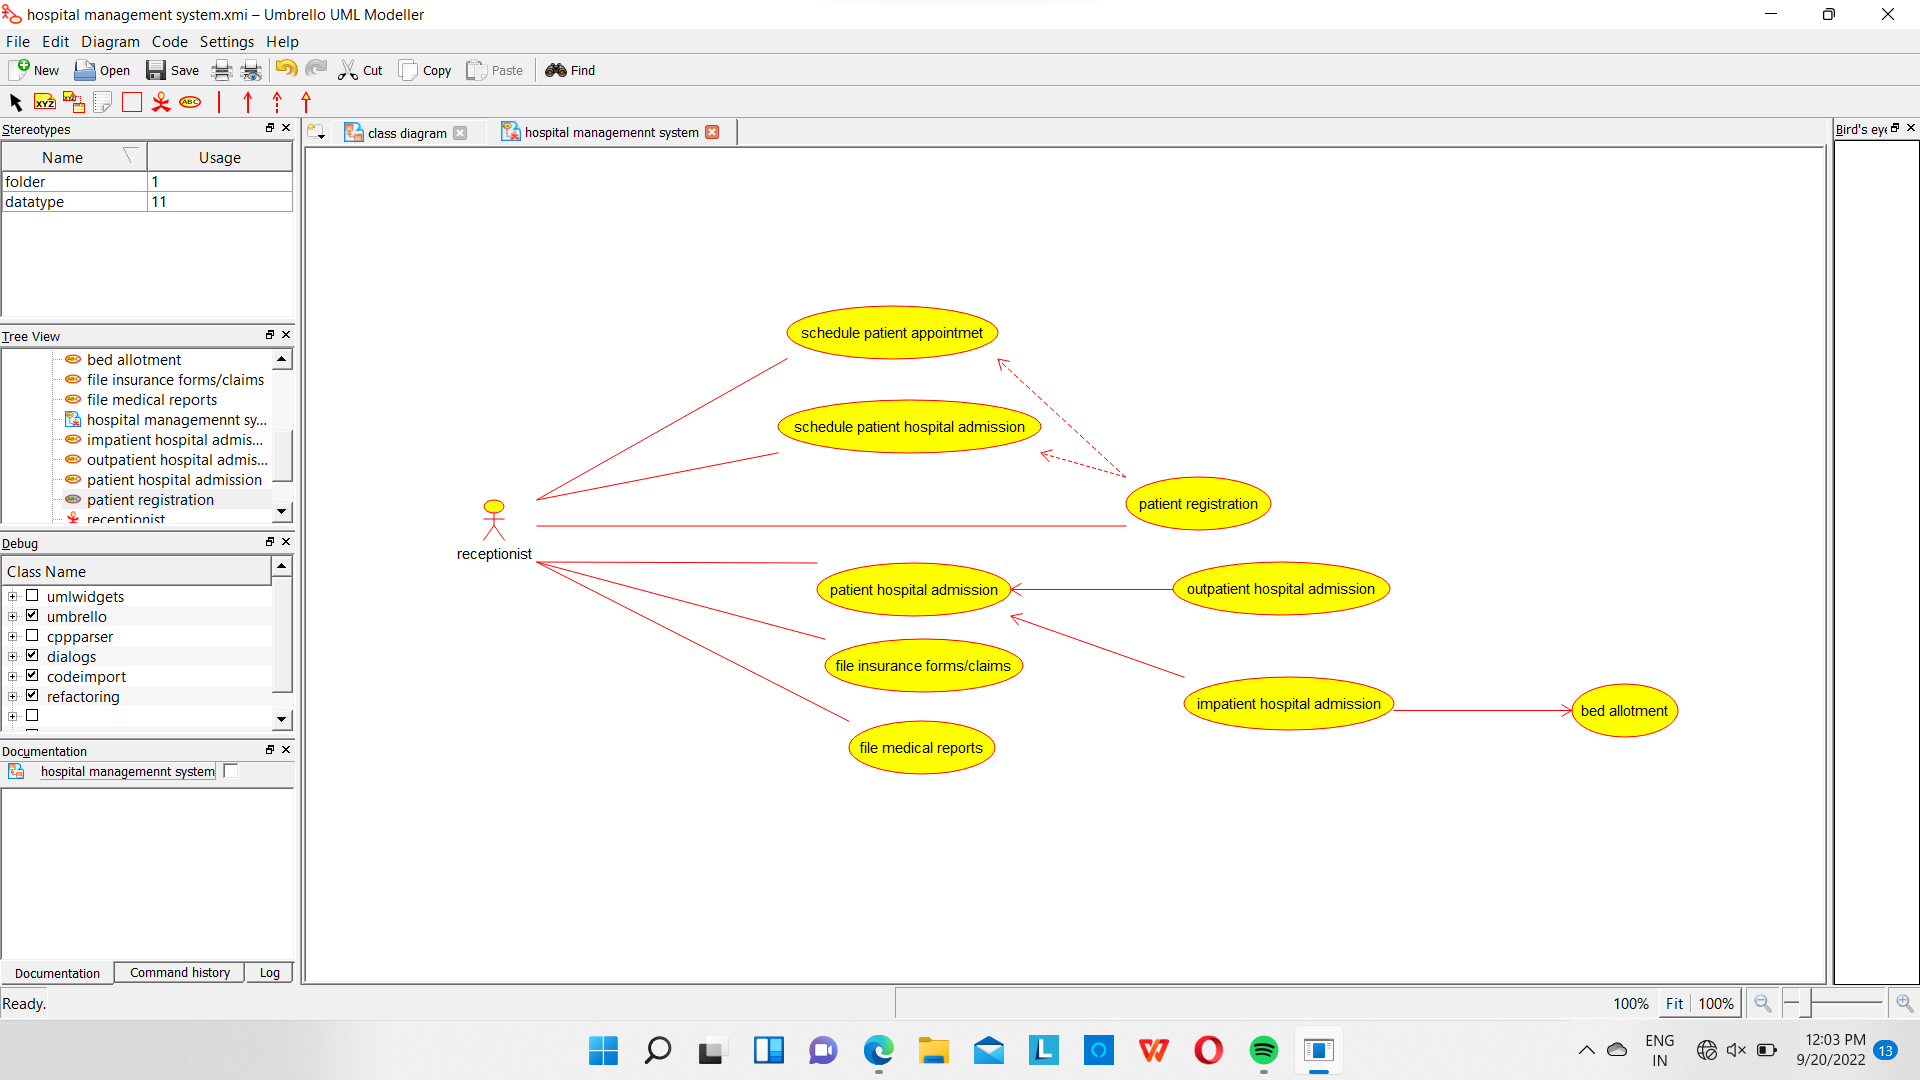 hospital management system.xmi – Umbrello UML Modeller
File Edit Diagram Code Settings Help
New Open Save Cut Copy Paste Find
XYZ XYZ ABC
Stereotypes
Name Usage
folder 1
datatype 11
Tree View
bed allotment
file insurance forms/claims
file medical reports
hospital managemennt sy...
impatient hospital admis...
outpatient hospital admis...
patient hospital admission
patient registration
receptionist
Debug
Class Name
umlwidgets
umbrello
cppparser
dialogs
codeimport
refactoring
Documentation
hospital managemennt system
Documentation Command history Log
class diagram hospital managemennt system
Bird's eye
schedule patient appointmet
schedule patient hospital admission
patient registration
receptionist
patient hospital admission
outpatient hospital admission
file insurance forms/claims
impatient hospital admission
bed allotment
file medical reports
Ready.
100% Fit 100%
ENG
IN
12:03 PM
9/20/2022
13